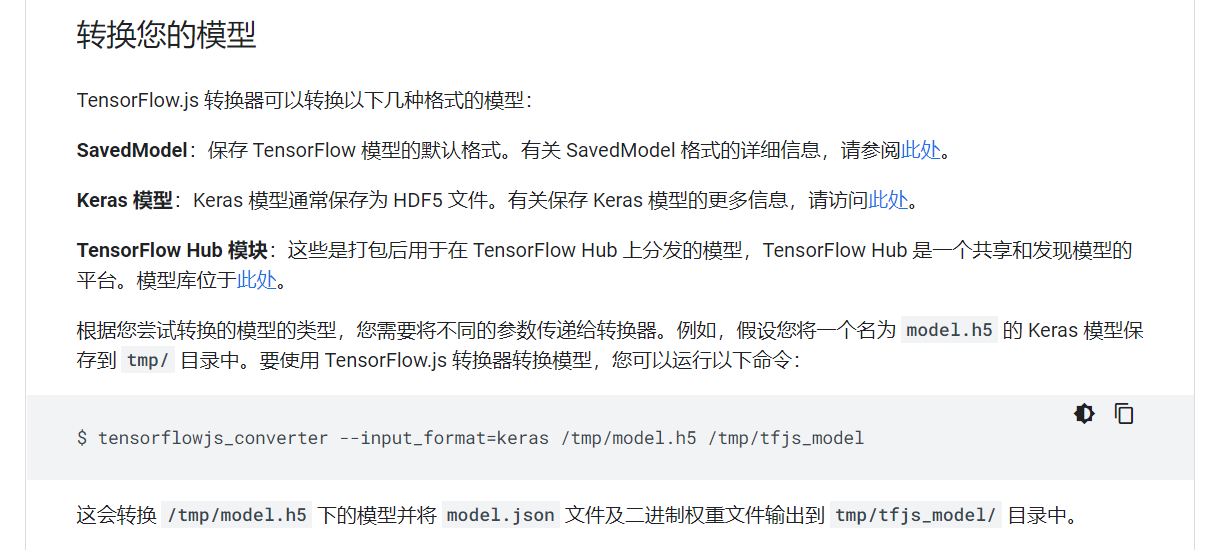 转换您的模型
TensorFlow.js 转换器可以转换以下几种格式的模型：
SavedModel：保存 TensorFlow 模型的默认格式。有关 SavedModel 格式的详细信息，请参阅此处。
Keras 模型：Keras 模型通常保存为 HDF5 文件。有关保存 Keras 模型的更多信息，请访问此处。
TensorFlow Hub 模块：这些是打包后用于在 TensorFlow Hub 上分发的模型，TensorFlow Hub 是一个共享和发现模型的
平台。模型库位于此处。
根据您尝试转换的模型的类型，您需要将不同的参数传递给转换器。例如，假设您将一个名为 model.h5 的 Keras 模型保
存到 tmp/ 目录中。要使用 TensorFlow.js 转换器转换模型，您可以运行以下命令：
$ tensorflowjs_converter --input_format=keras /tmp/model.h5 /tmp/tfjs_model
这会转换 /tmp/model.h5 下的模型并将 model.json 文件及二进制权重文件输出到 tmp/tfjs_model/ 目录中。